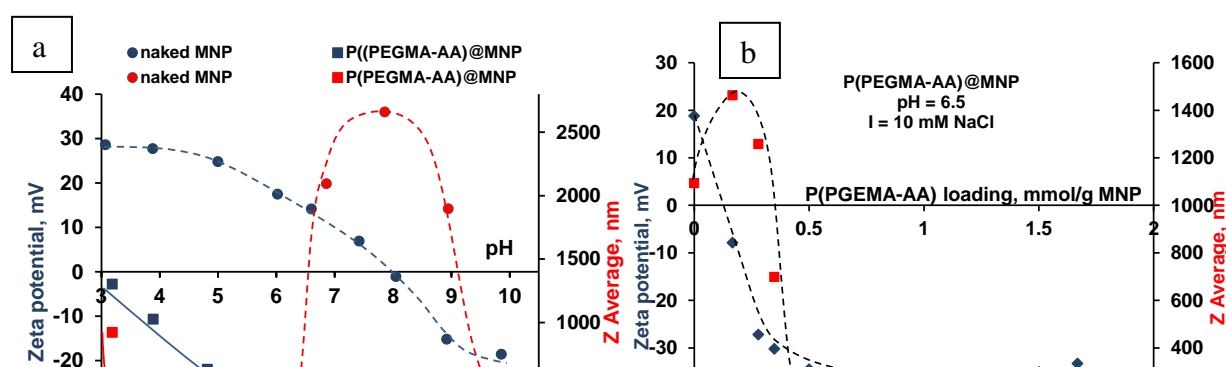 a
naked MNP
P((PEGMA-AA)@MNP
naked MNP
P(PEGMA-AA)@MNP
40
30
20
10
0
-10
-20
Zeta potential, mV
3 4 5 6 7 8 9 10
pH
2500
2000
1500
1000
Z Average, nm
b
P(PEGMA-AA)@MNP
pH = 6.5
I = 10 mM NaCl
30
20
10
0
-10
-20
-30
Zeta potential, mV
P(PGEMA-AA) loading, mmol/g MNP
0 0.5 1 1.5 2
1600
1400
1200
1000
800
600
400
Z Average, nm